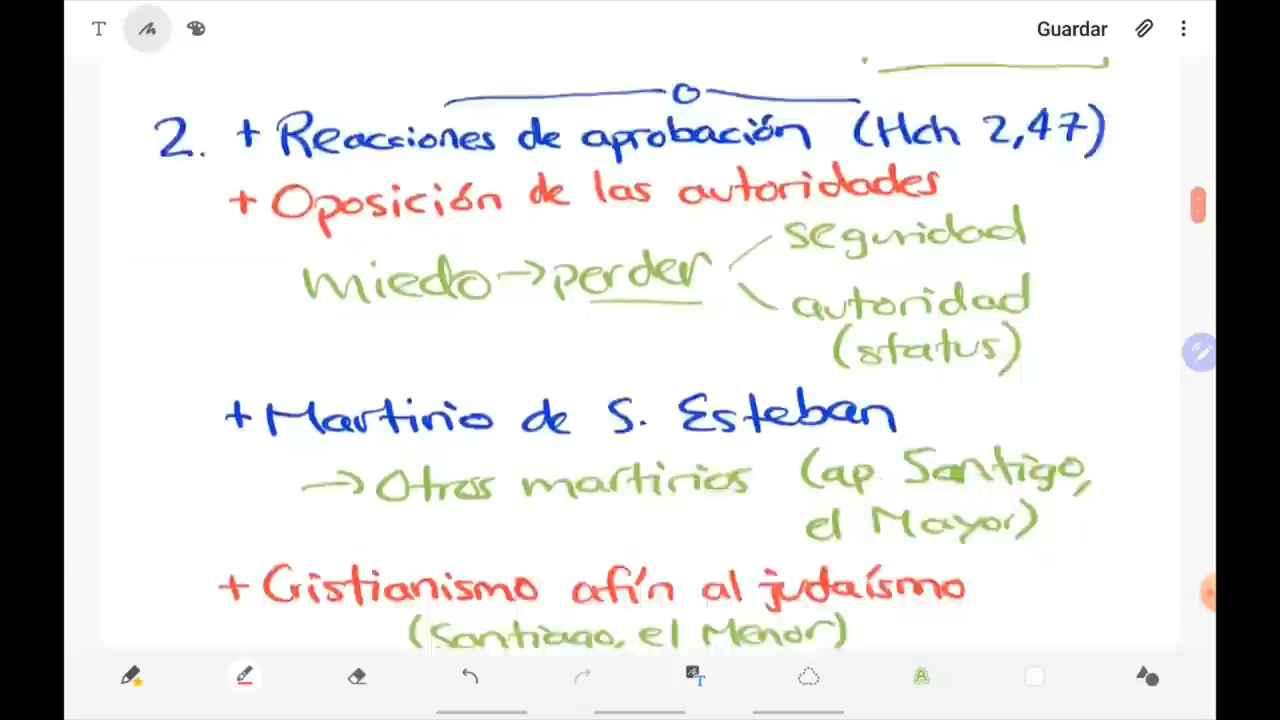 T
Guardar
2. + Reacciones de aprobación (Hch 2,47)
+ Oposición de las autoridades
miedo → perder
seguridad
autoridad
(status)
+ Martirio de S. Esteban
→ Otros martirios (ap. Santigo,
el Mayor)
+ Cristianismo afín al judaísmo
(Santiago, el Menor)
T
A